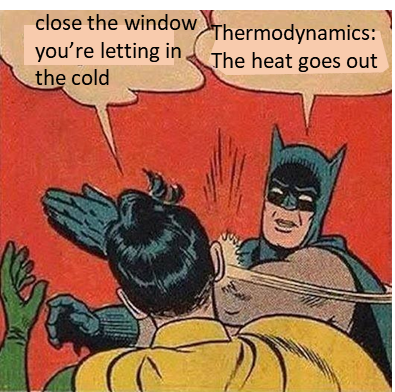 close the window
you’re letting in
the cold
Thermodynamics:
The heat goes out